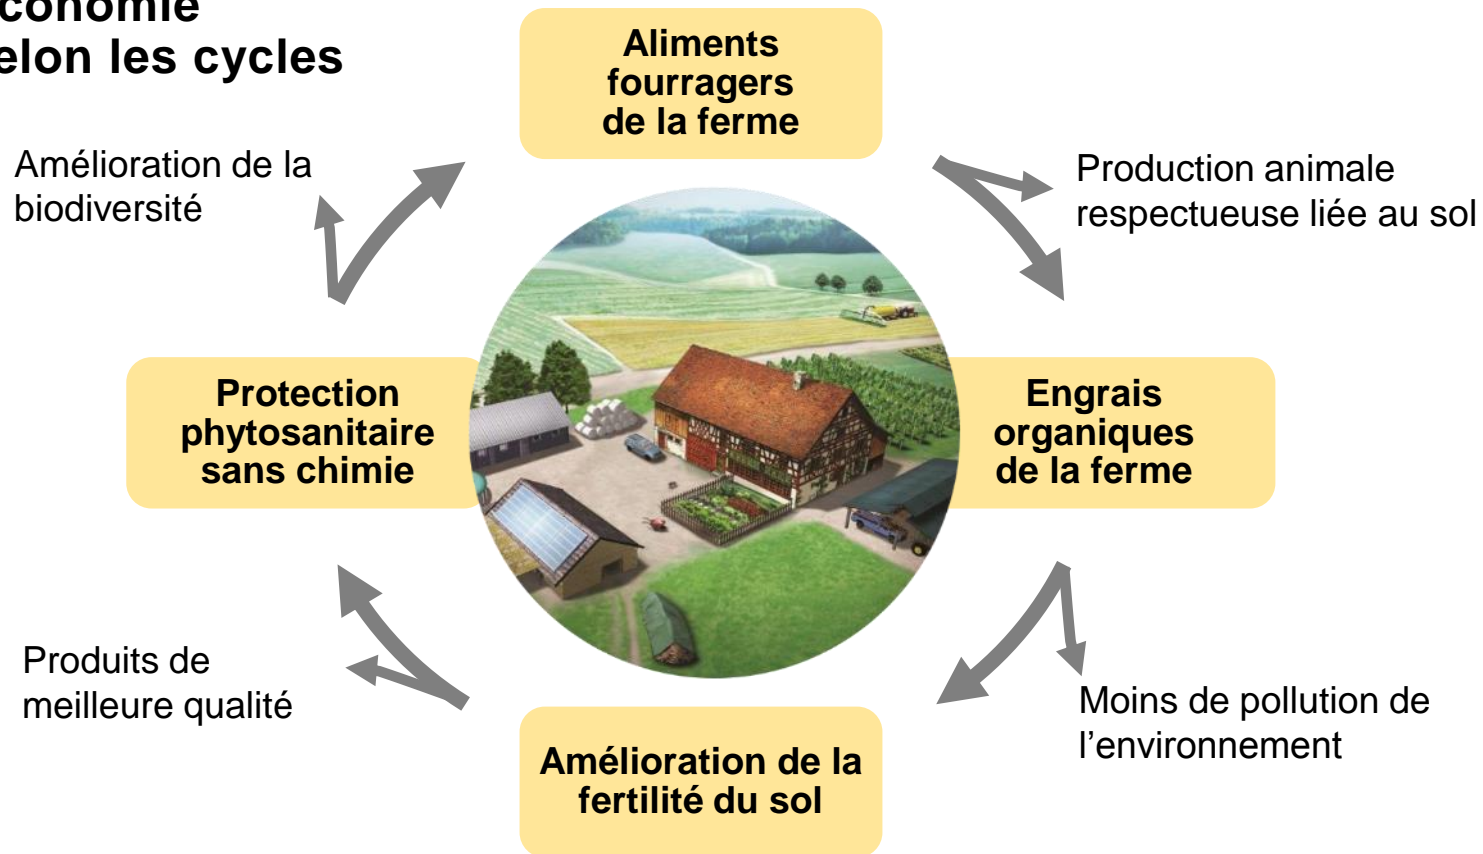 conomie
elon les cycles
Aliments
fourragers
de la ferme
Amélioration de la
biodiversité
Production animale
respectueuse liée au sol
Protection
phytosanitaire
sans chimie
Engrais
organiques
de la ferme
Produits de
meilleure qualité
Moins de pollution de
l’environnement
Amélioration de la
fertilité du sol